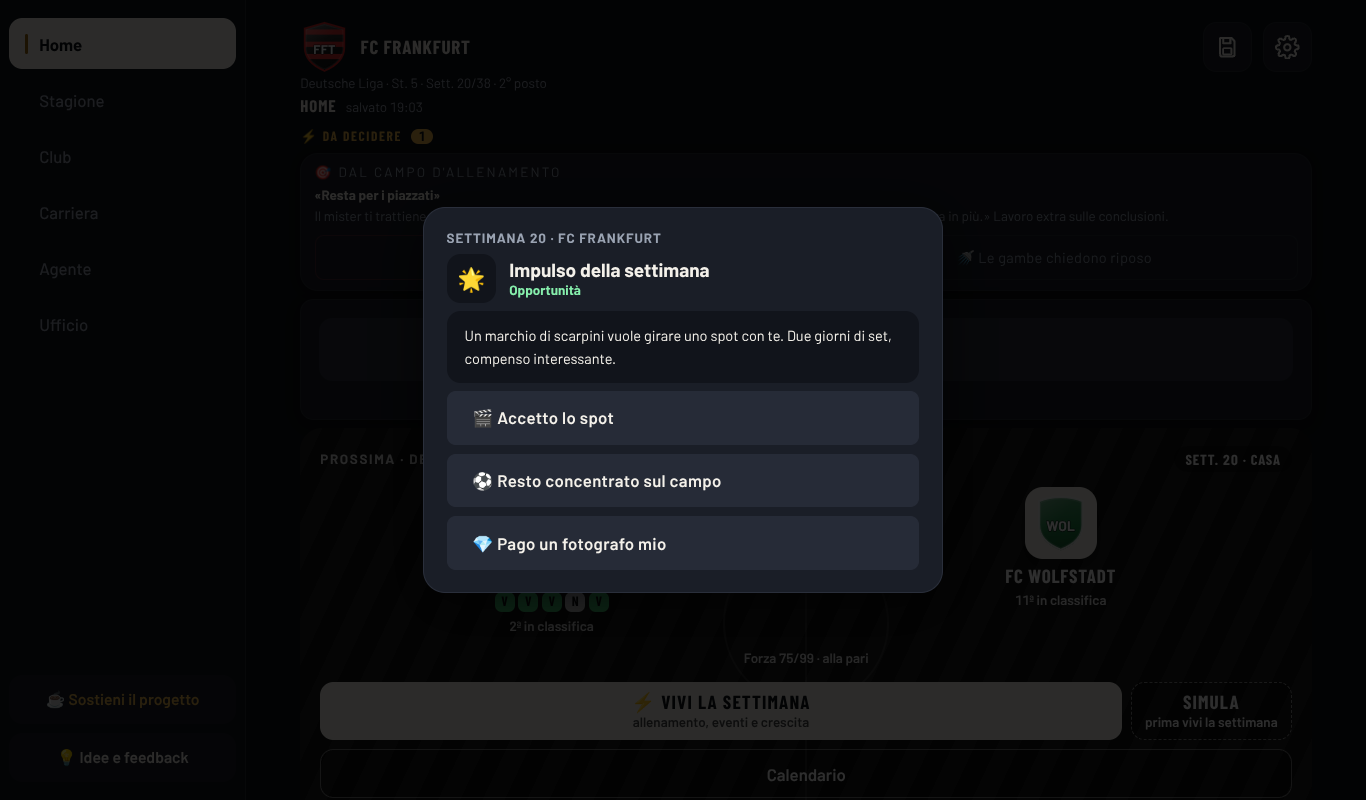 Home
Stagione
Club
Carriera
Agente
Ufficio
☕ Sostieni il progetto
💡 Idee e feedback
FFT
FC FRANKFURT
Deutsche Liga · St. 5 · Sett. 20/38 · 2° posto
HOME salvato 19:03
⚡ DA DECIDERE 1
🎯 DAL CAMPO D'ALLENAMENTO
«Resta per i piazzati»
Il mister ti trattiene
a in più.» Lavoro extra sulle conclusioni.
🚿 Le gambe chiedono riposo
SETTIMANA 20 · FC FRANKFURT
🌟 Impulso della settimana
Opportunità
Un marchio di scarpini vuole girare uno spot con te. Due giorni di set,
compenso interessante.
🎬 Accetto lo spot
⚽ Resto concentrato sul campo
💎 Pago un fotografo mio
PROSSIMA · DE
SETT. 20 · CASA
WOL
FC WOLFSTADT
11ª in classifica
V V V N V
2ª in classifica
Forza 75/99 · alla pari
⚡ VIVI LA SETTIMANA
allenamento, eventi e crescita
SIMULA
prima vivi la settimana
Calendario